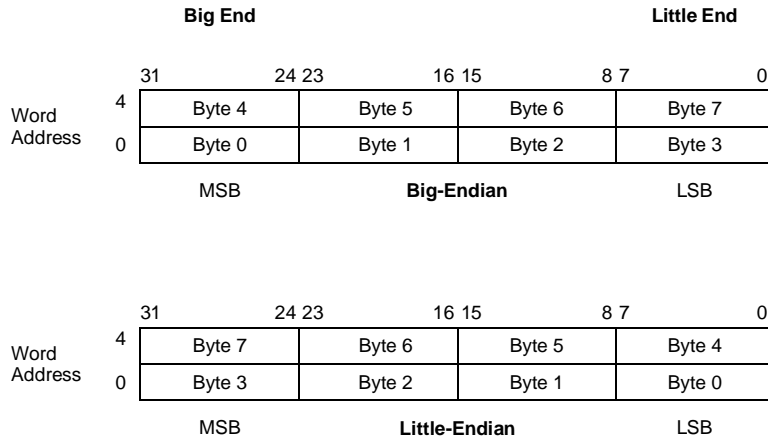 Big End Little End
31 24 23 16 15 8 7 0
Word Address 4 Byte 4 Byte 5 Byte 6 Byte 7
0 Byte 0 Byte 1 Byte 2 Byte 3
MSB Big-Endian LSB
31 24 23 16 15 8 7 0
Word Address 4 Byte 7 Byte 6 Byte 5 Byte 4
0 Byte 3 Byte 2 Byte 1 Byte 0
MSB Little-Endian LSB